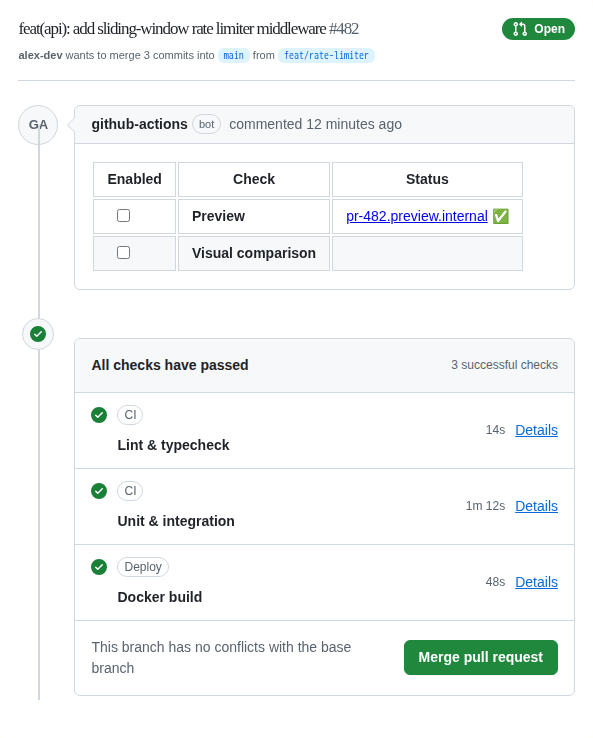 feat(api): add sliding-window rate limiter middleware #482
Open
alex-dev wants to merge 3 commits into main from feat/rate-limiter
GA
github-actions bot commented 12 minutes ago
Enabled Check Status
Preview pr-482.preview.internal ✅
Visual comparison
All checks have passed
3 successful checks
CI
Lint & typecheck
14s Details
CI
Unit & integration
1m 12s Details
Deploy
Docker build
48s Details
This branch has no conflicts with the base
branch
Merge pull request